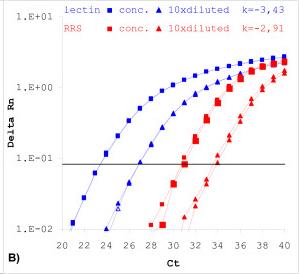 lectin ■ conc. ▲ 10xdiluted k=-3,43
RRS ■ conc. ▲ 10xdiluted k=-2,91
1.E+01
1.E+00
1.E-01
1.E-02
Delta Rn
20 22 24 26 28 30 32 34 36 38 40
Ct
B)